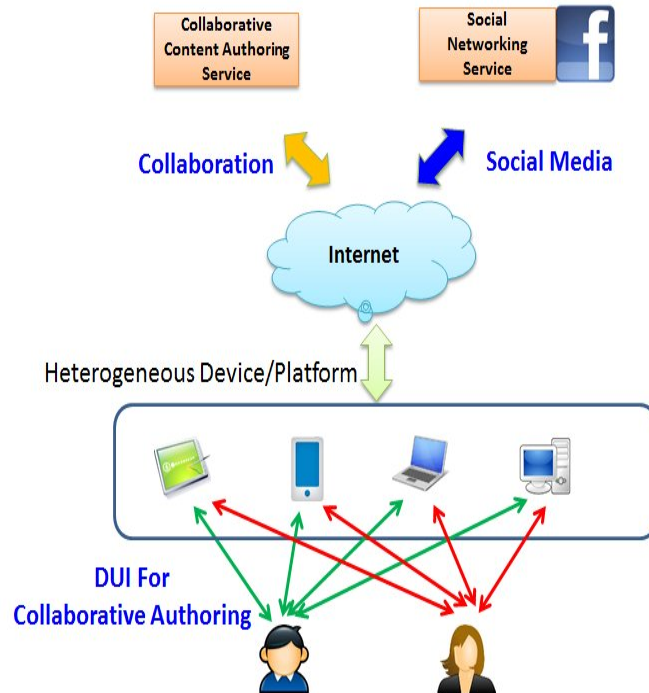 Collaborative
Content Authoring
Service
Social
Networking
Service
f
Collaboration
Social Media
Internet
Heterogeneous Device/Platform
DUI For
Collaborative Authoring